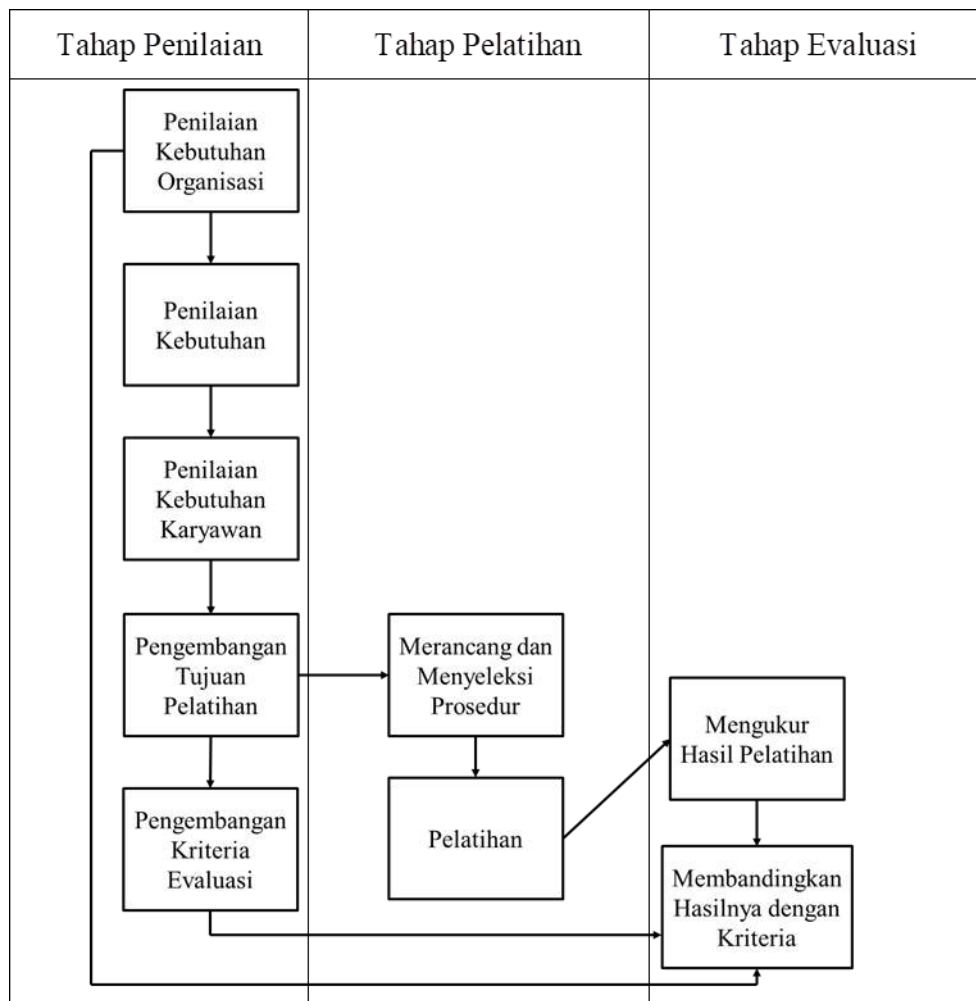 Tahap Penilaian
Tahap Pelatihan
Tahap Evaluasi
Penilaian
Kebutuhan
Organisasi
Penilaian
Kebutuhan
Penilaian
Kebutuhan
Karyawan
Pengembangan
Tujuan
Pelatihan
Pengembangan
Kriteria
Evaluasi
Merancang dan
Menyeleksi
Prosedur
Pelatihan
Mengukur
Hasil Pelatihan
Membandingkan
Hasilnya dengan
Kriteria